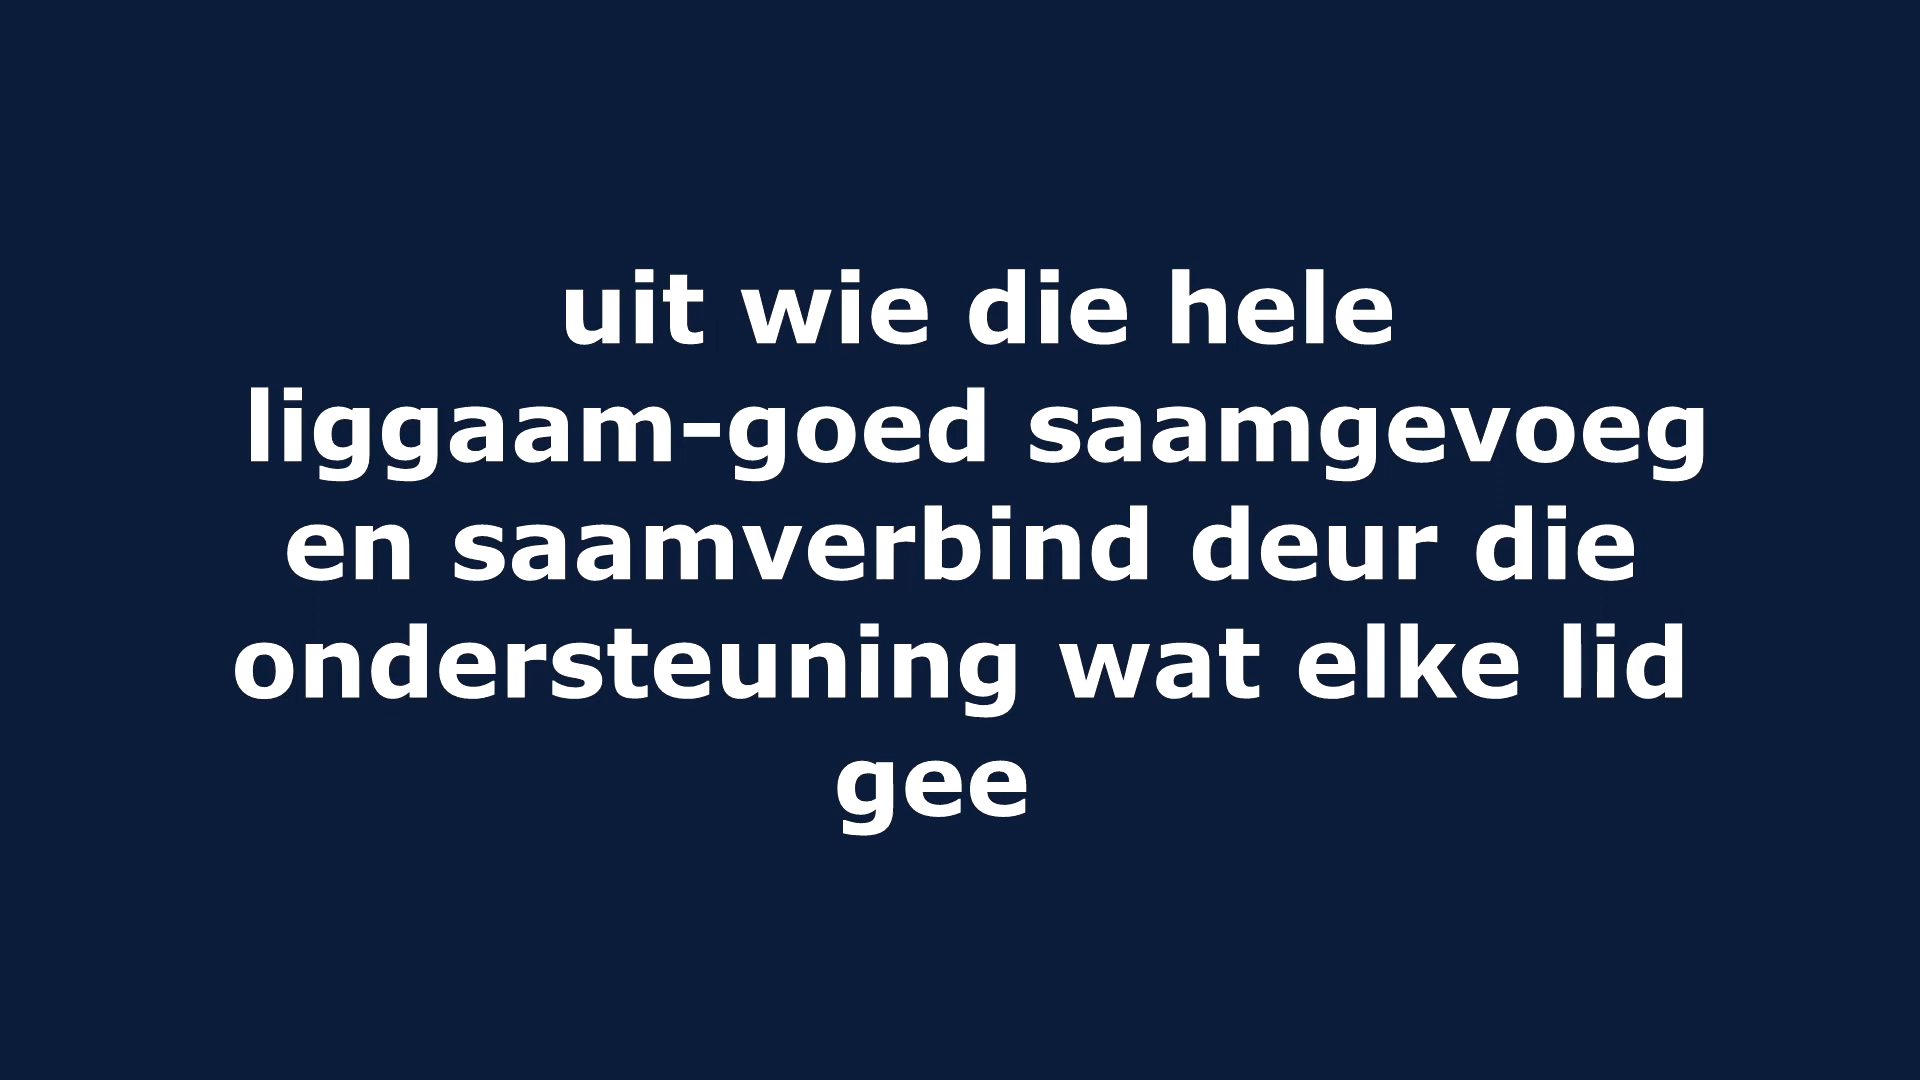 uit wie die hele
liggaam-goed saamgevoeg
en saamverbind deur die
ondersteuning wat elke lid
gee